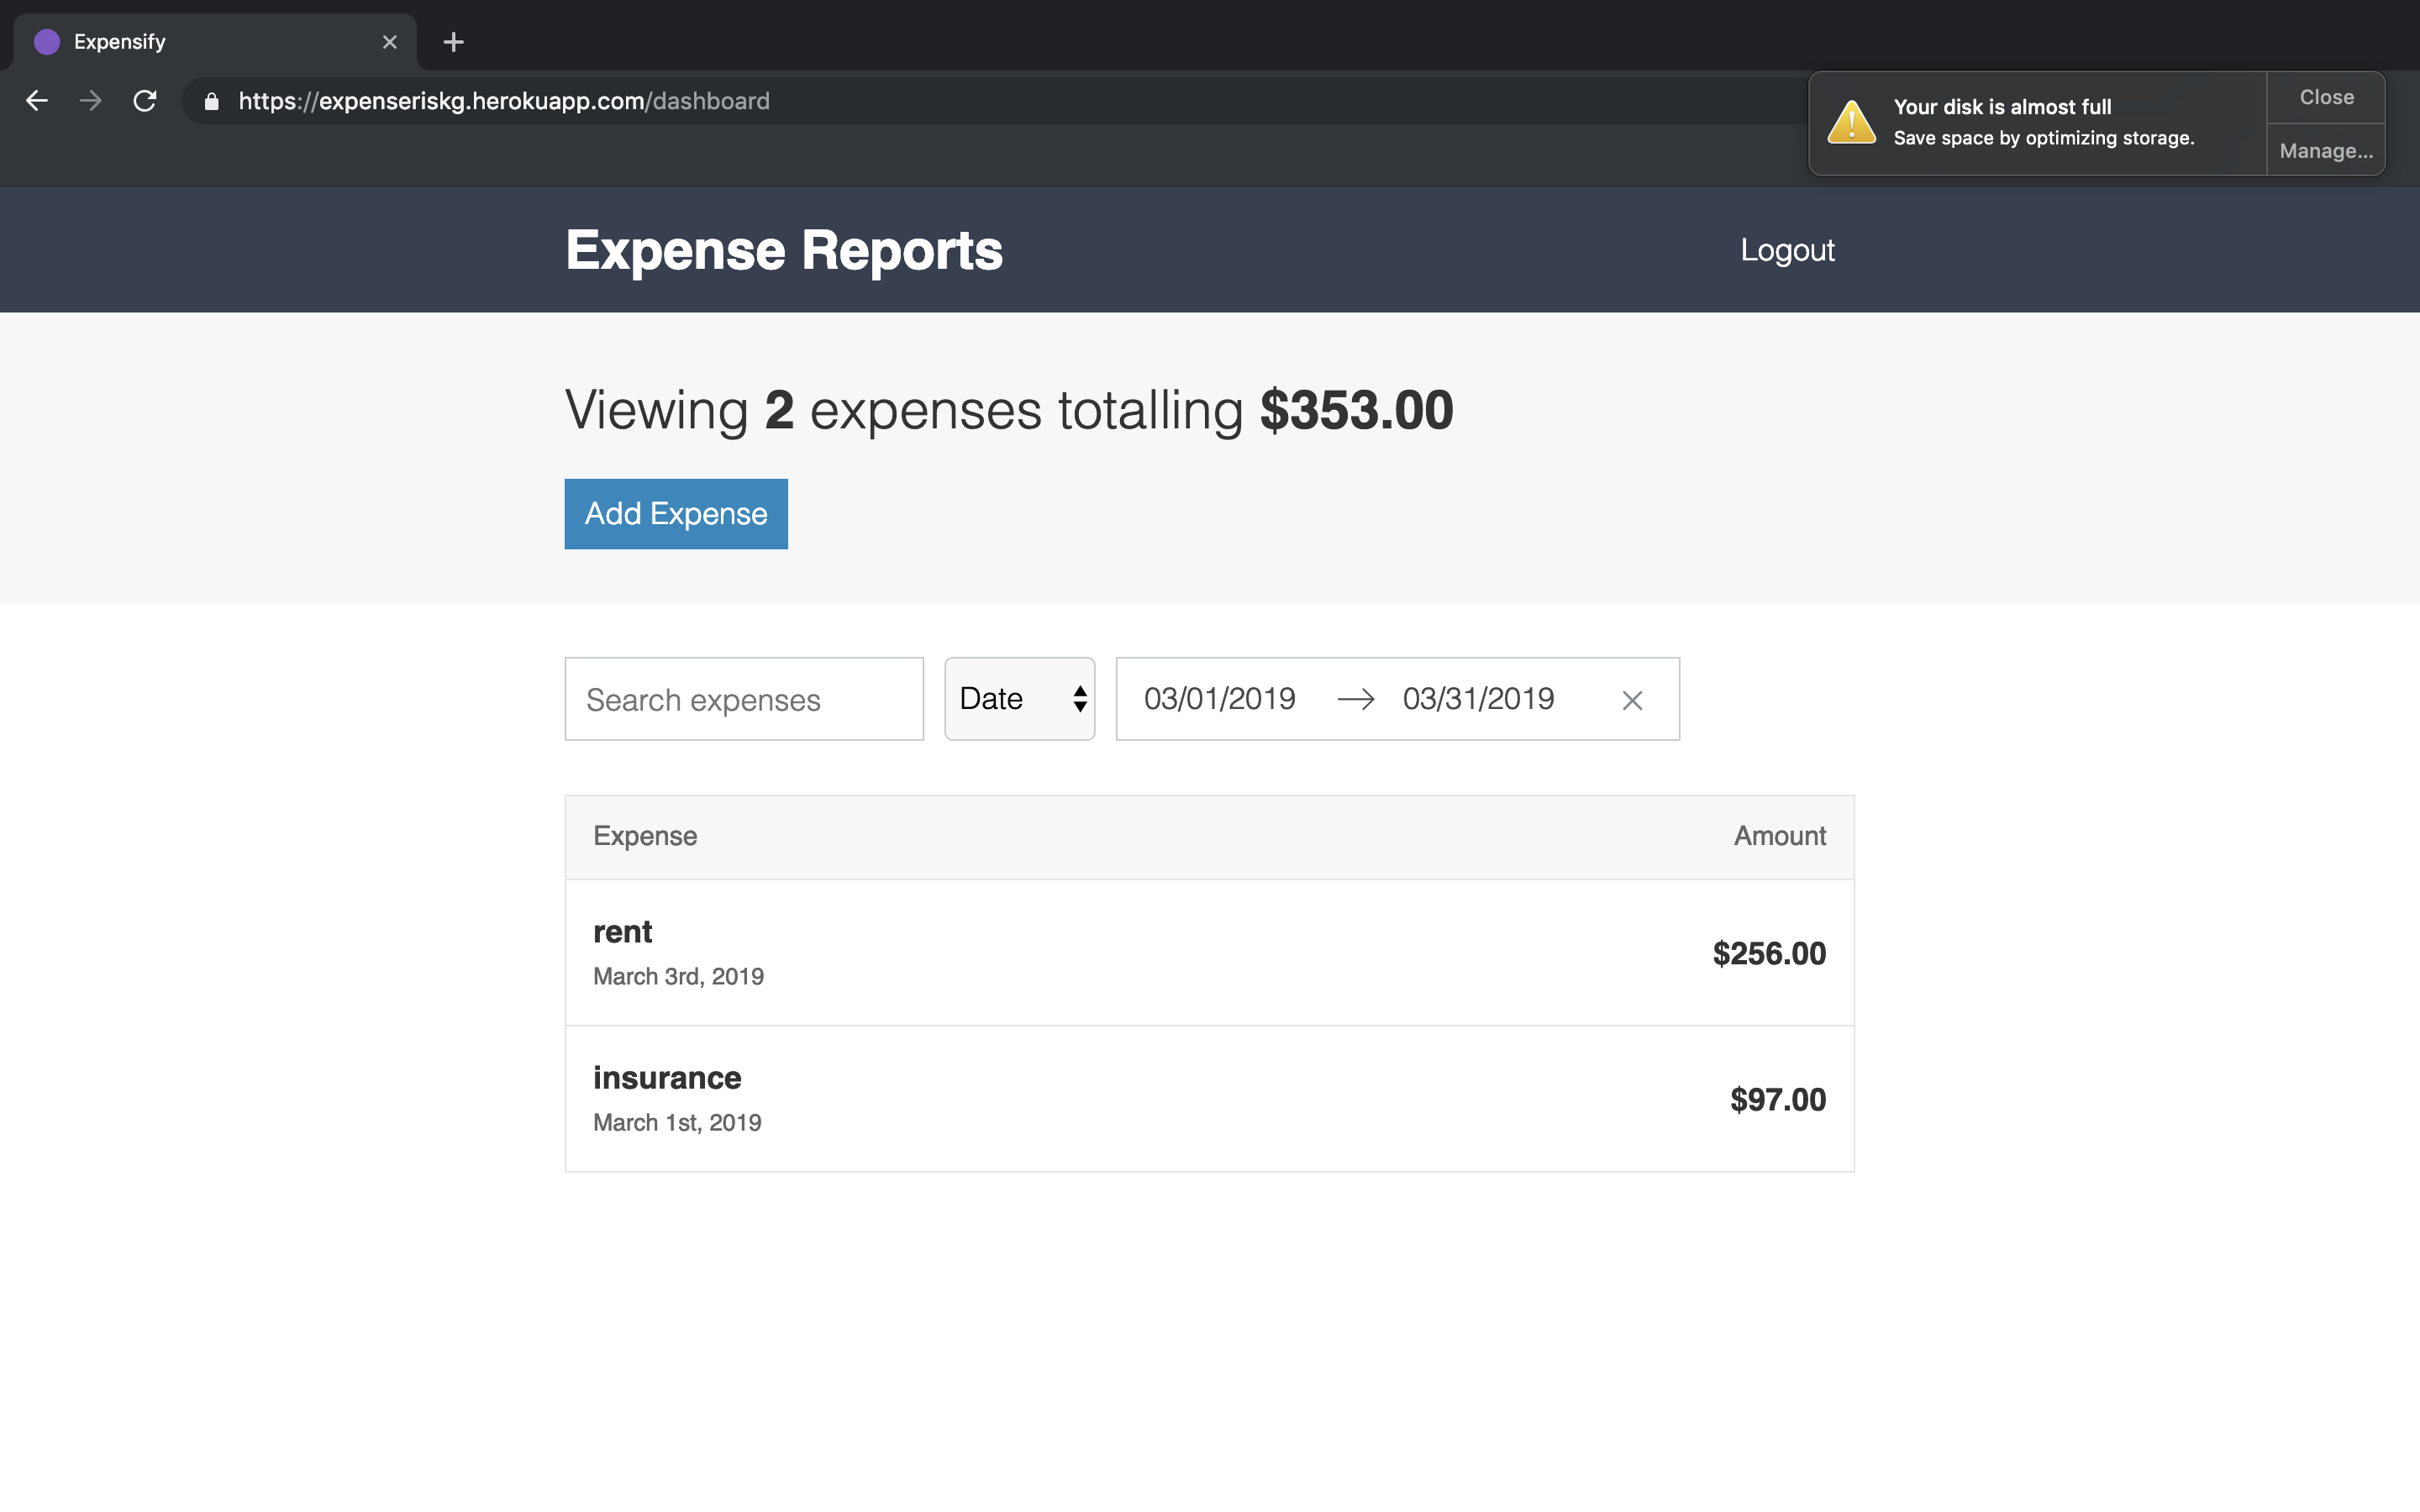 Expensify
https://expenseriskg.herokuapp.com/dashboard
Your disk is almost full
Save space by optimizing storage.
Close
Manage...
Expense Reports
Logout
Viewing 2 expenses totalling $353.00
Add Expense
Search expenses
Date
03/01/2019
03/31/2019
Expense
Amount
rent
March 3rd, 2019
$256.00
insurance
March 1st, 2019
$97.00